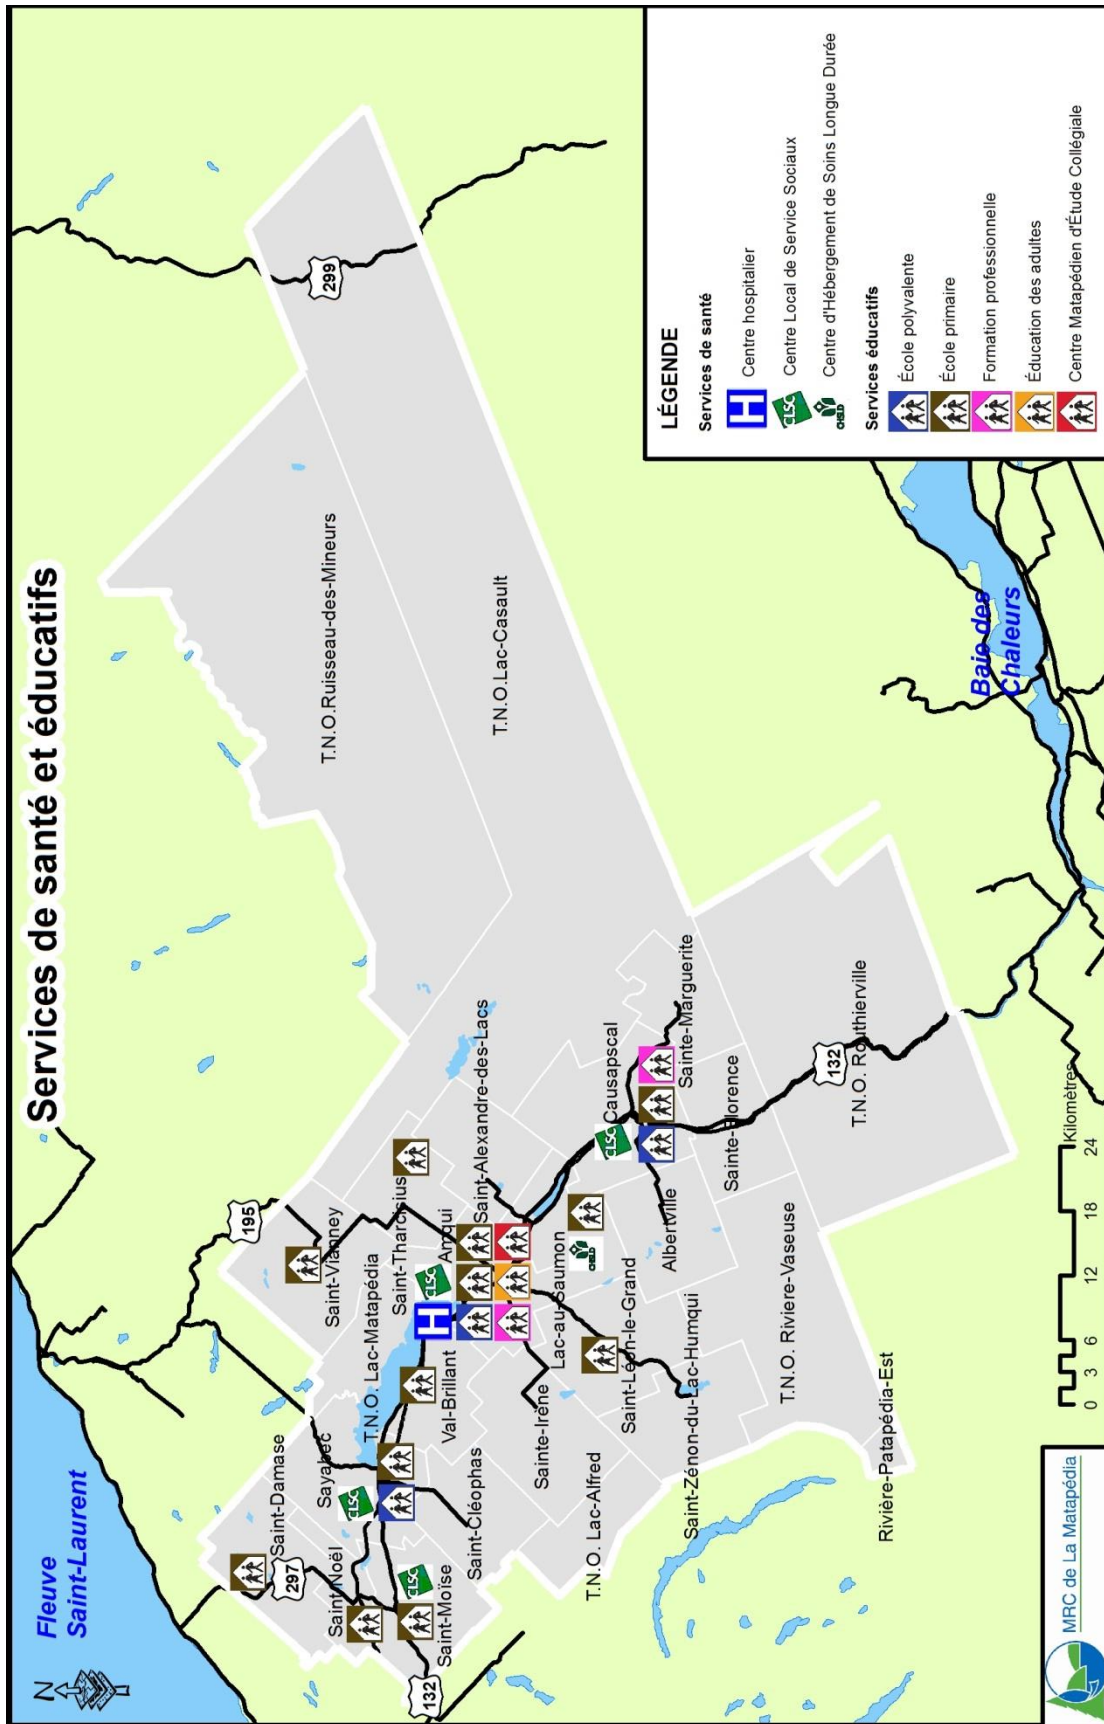 Services de santé et éducatifs
Fleuve
Saint-Laurent
N
195
297
132
299
132
Saint-Damase
Saint-Noël
Saint-Moïse
Sayabec
Saint-Cléophas
T.N.O. Lac-Matapédia
Val-Brillant
Saint-Vianney
Saint-Tharcisius
Amqui
Saint-Alexandre-des-Lacs
Sainte-Irène
Lac-au-Saumon
Saint-Léon-le-Grand
T.N.O. Lac-Alfred
Saint-Zénon-du-Lac-Humqui
Albertville
Causapscal
Sainte-Marguerite
Sainte-Florence
T.N.O. Rivière-Vaseuse
T.N.O. Routhierville
Rivière-Patapédia-Est
T.N.O.Ruisseau-des-Mineurs
T.N.O.Lac-Casault
Baie des
Chaleurs
CLSC
CLSC
CLSC
CLSC
H
CHSLD
0 3 6 12 18 24
Kilomètres
MRC de La Matapédia
LÉGENDE
Services de santé
H Centre hospitalier
CLSC Centre Local de Service Sociaux
CHSLD Centre d'Hébergement de Soins Longue Durée
Services éducatifs
École polyvalente
École primaire
Formation professionnelle
Éducation des adultes
Centre Matapédien d'Étude Collégiale